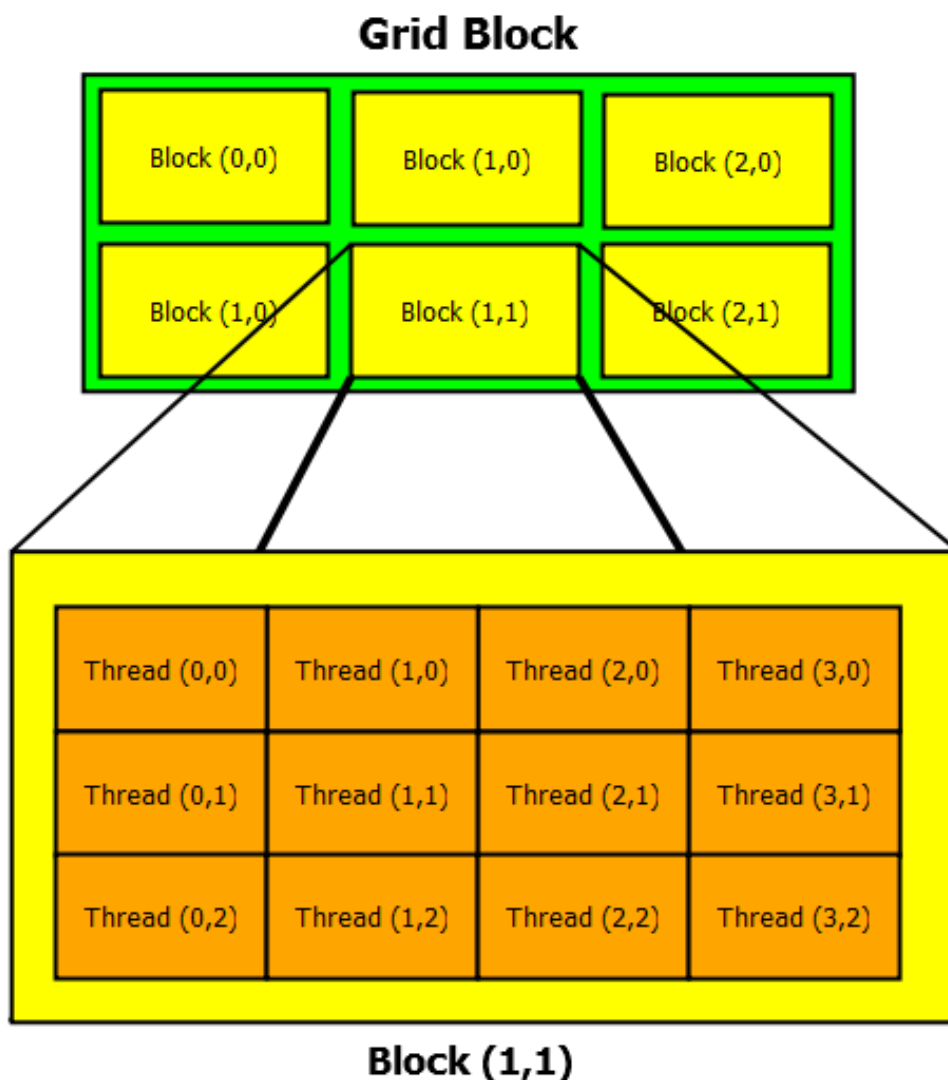 Grid Block
Block (0,0) Block (1,0) Block (2,0)
Block (1,0) Block (1,1) Block (2,1)
Thread (0,0) Thread (1,0) Thread (2,0) Thread (3,0)
Thread (0,1) Thread (1,1) Thread (2,1) Thread (3,1)
Thread (0,2) Thread (1,2) Thread (2,2) Thread (3,2)
Block (1,1)